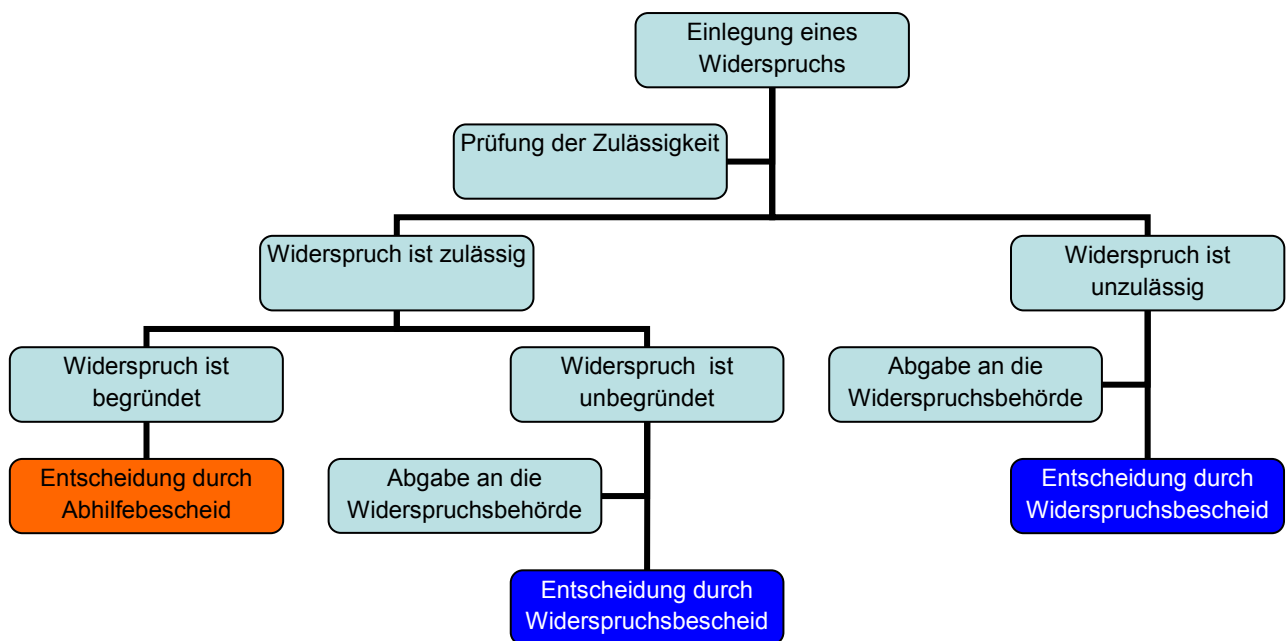 Einlegung eines
Widerspruchs
Prüfung der Zulässigkeit
Widerspruch ist zulässig
Widerspruch ist
unzulässig
Widerspruch ist
begründet
Widerspruch  ist
unbegründet
Abgabe an die
Widerspruchsbehörde
Entscheidung durch
Abhilfebescheid
Abgabe an die
Widerspruchsbehörde
Entscheidung durch
Widerspruchsbescheid
Entscheidung durch
Widerspruchsbescheid